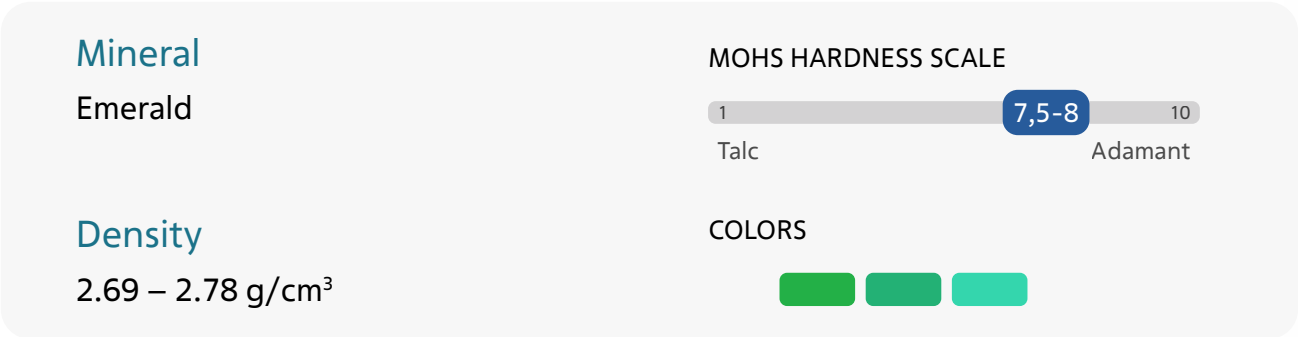 Mineral
Emerald
Density
2.69 – 2.78 g/cm³
MOHS HARDNESS SCALE
1 7,5-8 10
Talc Adamant
COLORS